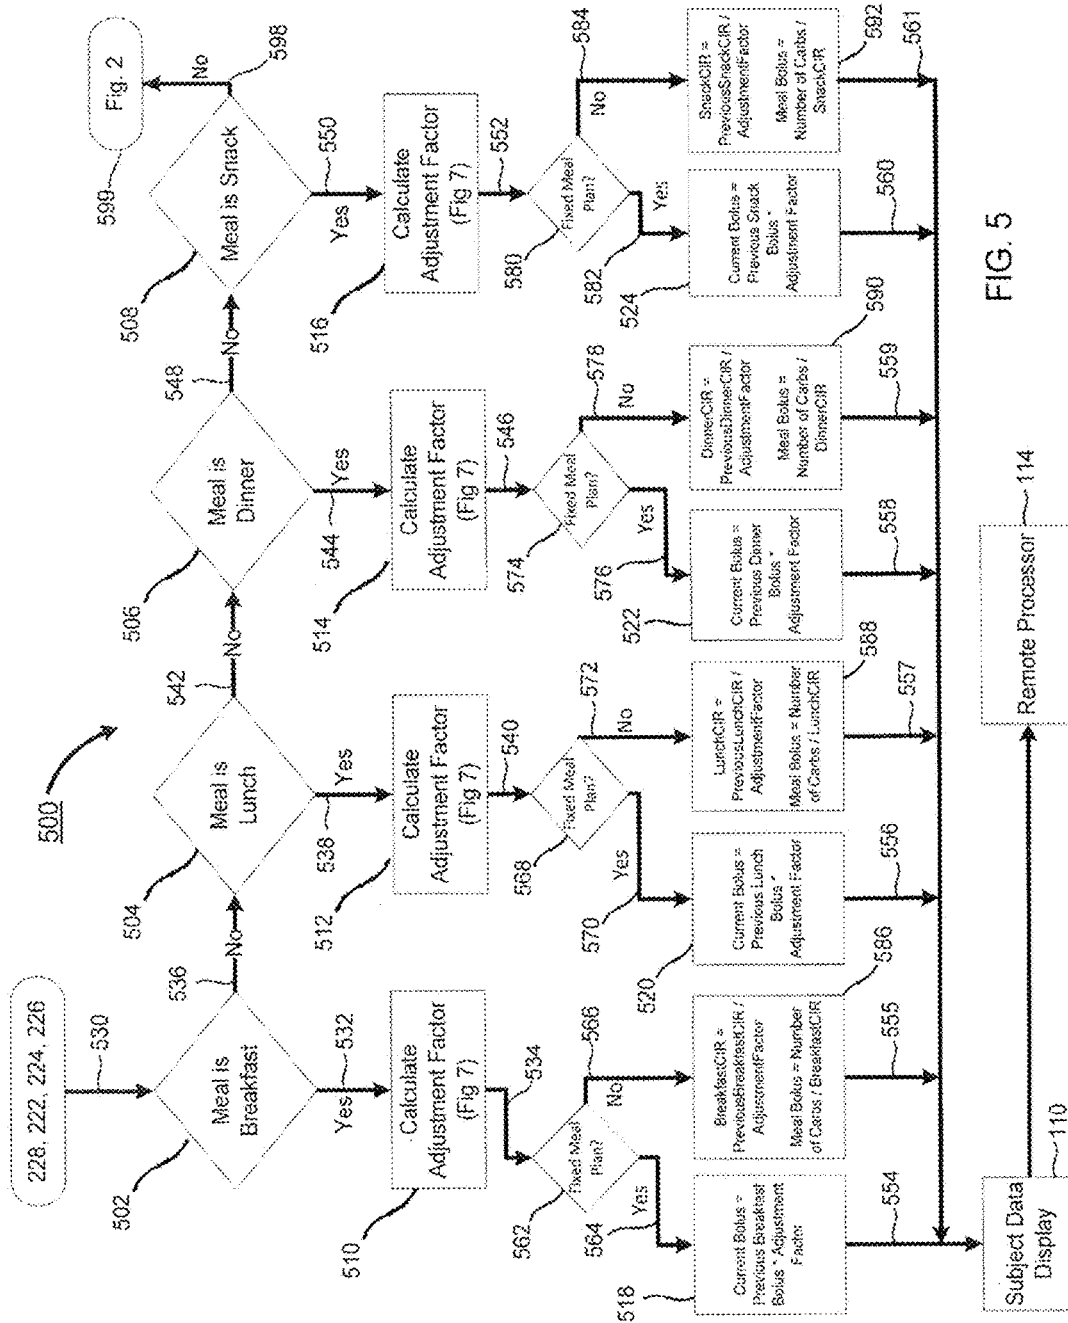 500
228, 222, 224, 226
530
502
Meal is
Breakfast
536
No
504
Meal is
Lunch
542
No
506
Meal is
Dinner
548
No
508
Meal is Snack
598
No
599
Fig. 2
532
Yes
538
Yes
544
Yes
550
Yes
510
Calculate
Adjustment Factor
(Fig 7)
534
512
Calculate
Adjustment Factor
(Fig 7)
540
514
Calculate
Adjustment Factor
(Fig 7)
546
516
Calculate
Adjustment Factor
(Fig 7)
552
562
Fixed Meal
Plan?
564
Yes
566
No
568
Fixed Meal
Plan?
570
Yes
572
No
574
Fixed Meal
Plan?
576
Yes
578
No
580
Fixed Meal
Plan?
582
Yes
584
No
518
Current Bolus =
Previous Breakfast
Bolus * Adjustment
Factor
554
BreakfastCIR =
PreviousBreakfastCIR /
AdjustmentFactor
Meal Bolus = Number
of Carbs / BreakfastCIR
586
555
520
Current Bolus =
Previous Lunch
Bolus *
Adjustment Factor
556
LunchCIR =
PreviousLunchCIR /
AdjustmentFactor
Meal Bolus = Number
of Carbs / LunchCIR
588
557
522
Current Bolus =
Previous Dinner
Bolus *
Adjustment Factor
558
DinnerCIR =
PreviousDinnerCIR /
AdjustmentFactor
Meal Bolus =
Number of Carbs /
DinnerCIR
590
559
524
Current Bolus =
Previous Snack
Bolus *
Adjustment Factor
560
SnackCIR =
PreviousSnackCIR /
AdjustmentFactor
Meal Bolus =
Number of Carbs /
SnackCIR
592
561
Subject Data
Display
110
Remote Processor
114
FIG. 5